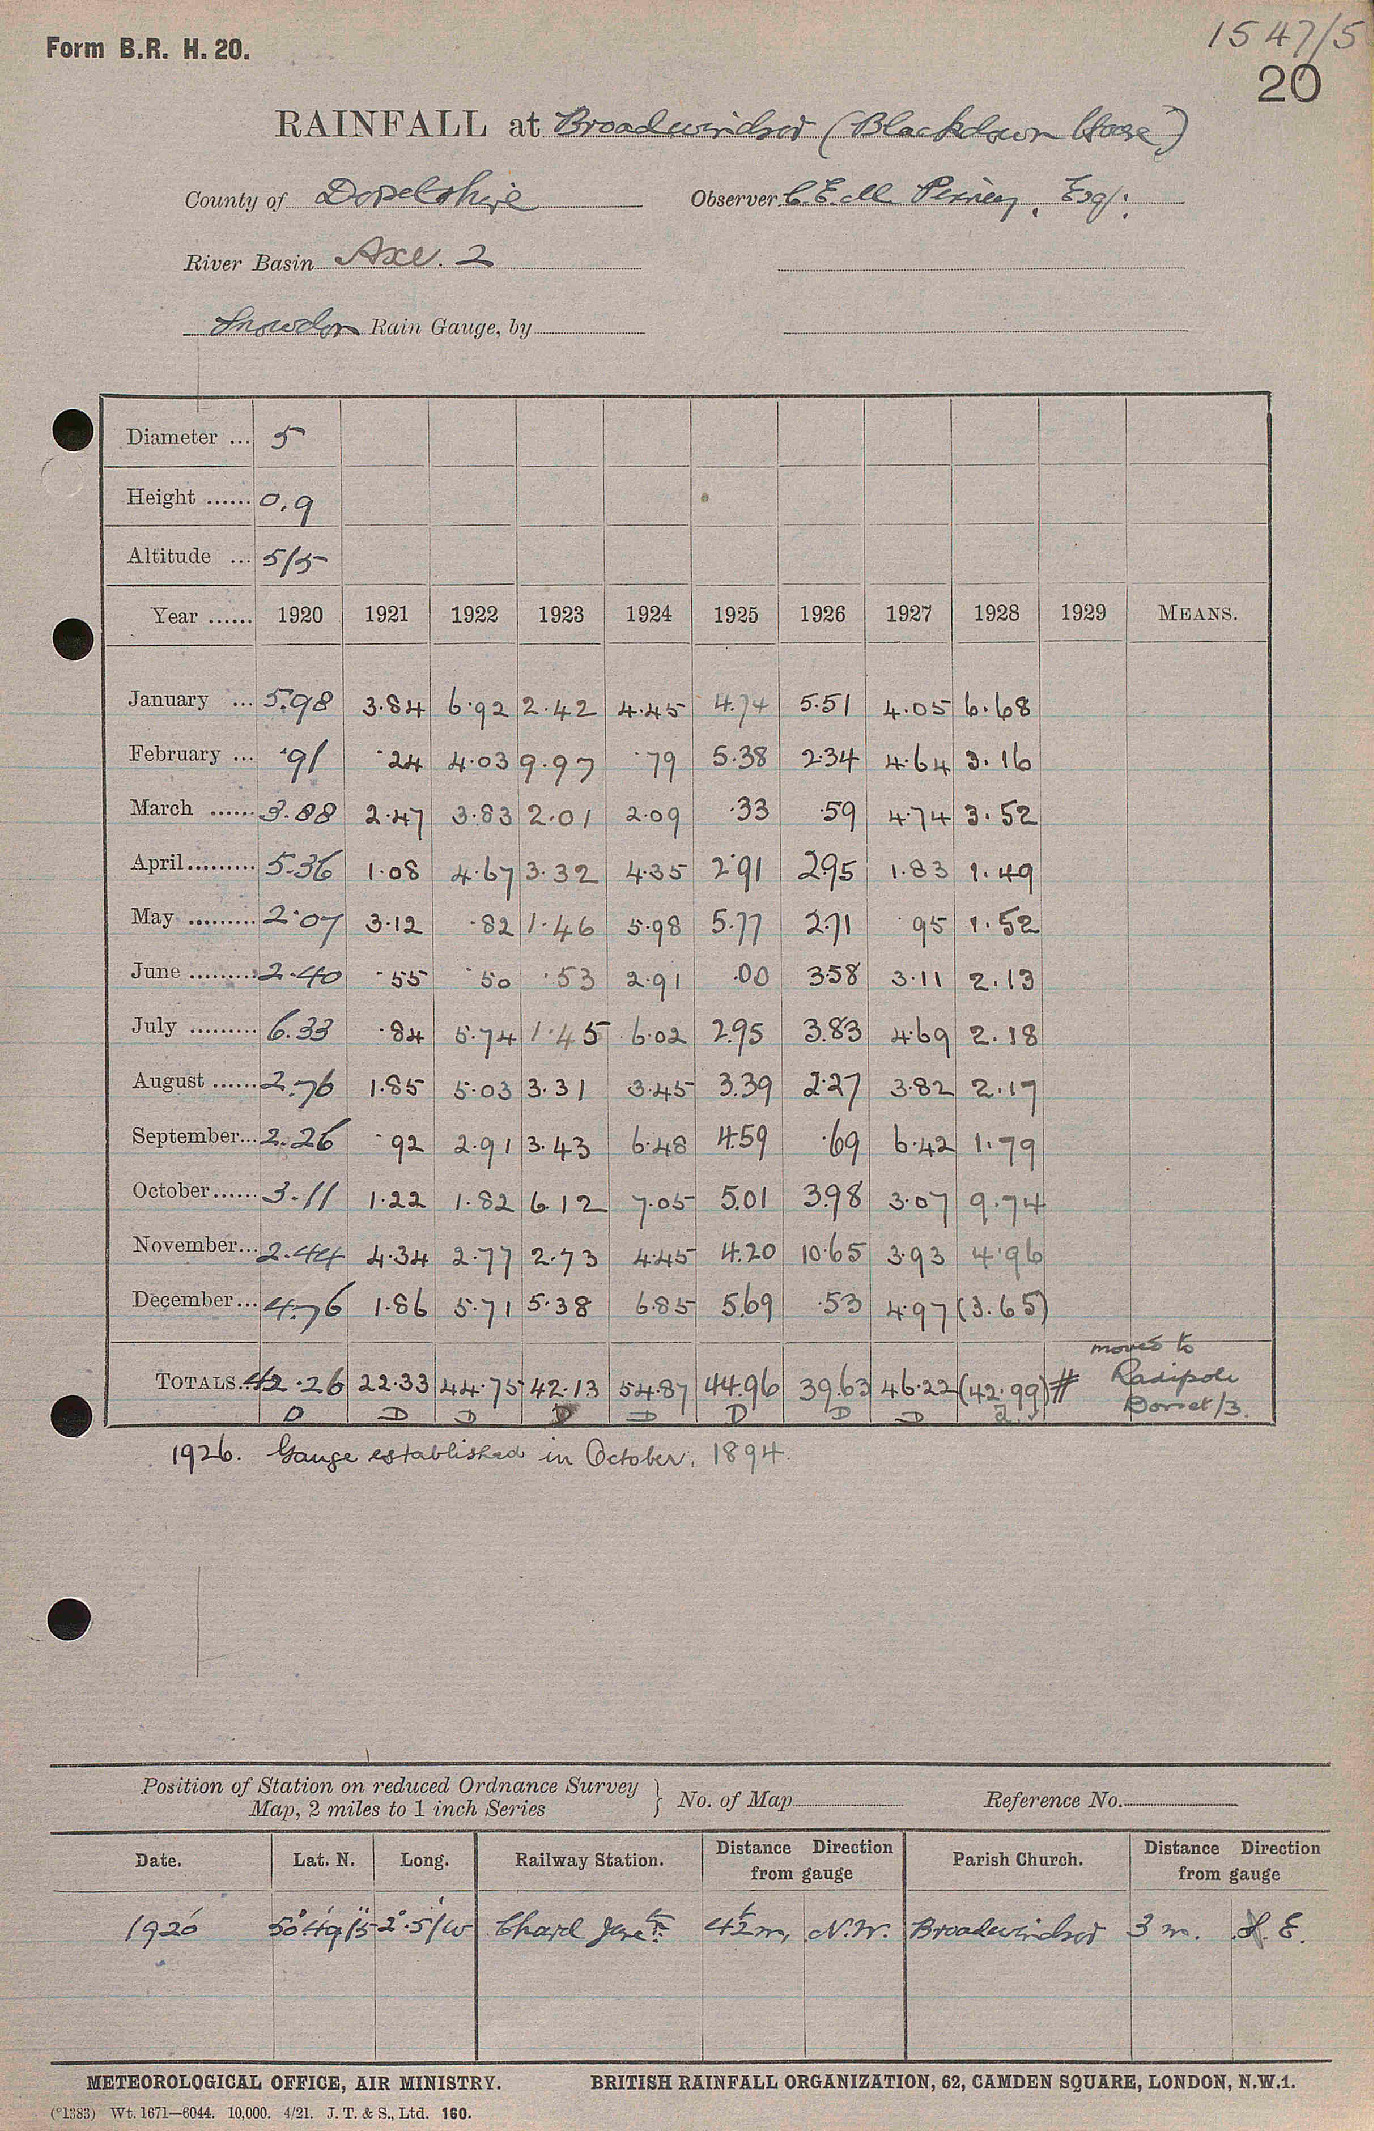 Form B.R. H. 20.
1547/5
20
RAINFALL at Broadwindsor (Blackdown House)
County of Dorsetshire Observer C. E. M. Pinney, Esq:
River Basin Axe. 2
Snowdon Rain Gauge, by
Diameter ... 5
Height ...... 0.9
Altitude ... 515
Year ...... 1920 1921 1922 1923 1924 1925 1926 1927 1928 1929 MEANS.
January ... 5.98 3.84 6.92 2.42 4.45 4.74 5.51 4.05 6.68
February ... .91 .24 4.03 9.97 .79 5.38 2.34 4.64 3.16
March ...... 3.88 2.47 3.83 2.01 2.09 .33 .59 4.74 3.52
April ......... 5.36 1.08 4.67 3.32 4.35 2.91 2.95 1.83 1.49
May ......... 2.07 3.12 .82 1.46 5.98 5.77 2.71 .95 1.52
June ......... 2.40 .55 .50 .53 2.91 .00 3.58 3.11 2.13
July ......... 6.33 .84 5.74 1.45 6.02 2.95 3.83 4.69 2.18
August ...... 2.76 1.85 5.03 3.31 3.45 3.39 2.27 3.82 2.17
September... 2.26 .92 2.91 3.43 6.48 4.59 .69 6.42 1.79
October...... 3.11 1.22 1.82 6.12 7.05 5.01 3.98 3.07 9.74
November... 2.44 4.34 2.77 2.73 4.45 4.20 10.65 3.93 4.96
December... 4.76 1.86 5.71 5.38 6.85 5.69 .53 4.97 (3.65)
TOTALS... 42.26 22.33 44.75 42.13 54.87 44.96 39.63 46.22 (42.99) # moved to
Radipole
Dorset/3.
D D D D D D D D
1926. Gauge established in October, 1894.
Position of Station on reduced Ordnance Survey
Map, 2 miles to 1 inch Series } No. of Map Reference No.
Date. Lat. N. Long. Railway Station. Distance Direction from gauge Parish Church. Distance Direction from gauge
1920 50° 49' 15" 2° 51' W Chard Junctn. 4½ m. N.W. Broadwindsor 3 m. S. E.
METEOROLOGICAL OFFICE, AIR MINISTRY. BRITISH RAINFALL ORGANIZATION, 62, CAMDEN SQUARE, LONDON, N.W.1.
(*1383) Wt. 1671—6044. 10,000. 4/21. J. T. & S., Ltd. 160.